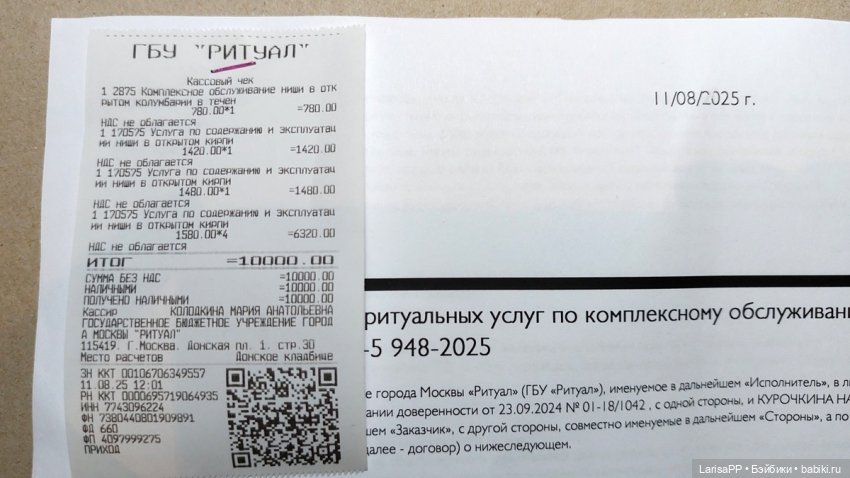 ГБУ "РИТУАЛ"
Кассовый чек
1 2875 Комплексное обслуживание ниши в отк
рытом колумбарии в течен
780.00*1 =780.00
НДС не облагается
1 170575 Услуга по содержанию и эксплуатац
ии ниши в открытом кирпи
1420.00*1 =1420.00
НДС не облагается
1 170575 Услуга по содержанию и эксплуатац
ии ниши в открытом кирпи
1480.00*1 =1480.00
НДС не облагается
1 170575 Услуга по содержанию и эксплуатац
ии ниши в открытом кирпи
1580.00*4 =6320.00
НДС не облагается
ИТОГ =10000.00
СУММА БЕЗ НДС =10000.00
НАЛИЧНЫМИ =10000.00
ПОЛУЧЕНО НАЛИЧНЫМИ =10000.00
Кассир КОЛОДКИНА МАРИЯ АНАТОЛЬЕВНА
ГОСУДАРСТВЕННОЕ БЮДЖЕТНОЕ УЧРЕЖДЕНИЕ ГОРОД
А МОСКВЫ "РИТУАЛ"
115419, Г.Москва, Донская пл. 1, стр.30
Место расчетов Донское кладбище
ЗН ККТ 00106706349557
11.08.25 12:01
РН ККТ 0006957190064935
ИНН 7743096224
ФН 7380440801909891
ФД 660
ФП 4097999275
ПРИХОД
11/08/2025 г.
ритуальных услуг по комплексному обслуживан
-5 948-2025
е города Москвы «Ритуал» (ГБУ «Ритуал»), именуемое в дальнейшем «Исполнитель», в л
ании доверенности от 23.09.2024 № 01-18/1042 , с одной стороны, и КУРОЧКИНА НА
шем «Заказчик», с другой стороны, совместно именуемые в дальнейшем «Стороны», а по
далее - договор) о нижеследующем.
LarisaPP • Бэйбики • babiki.ru